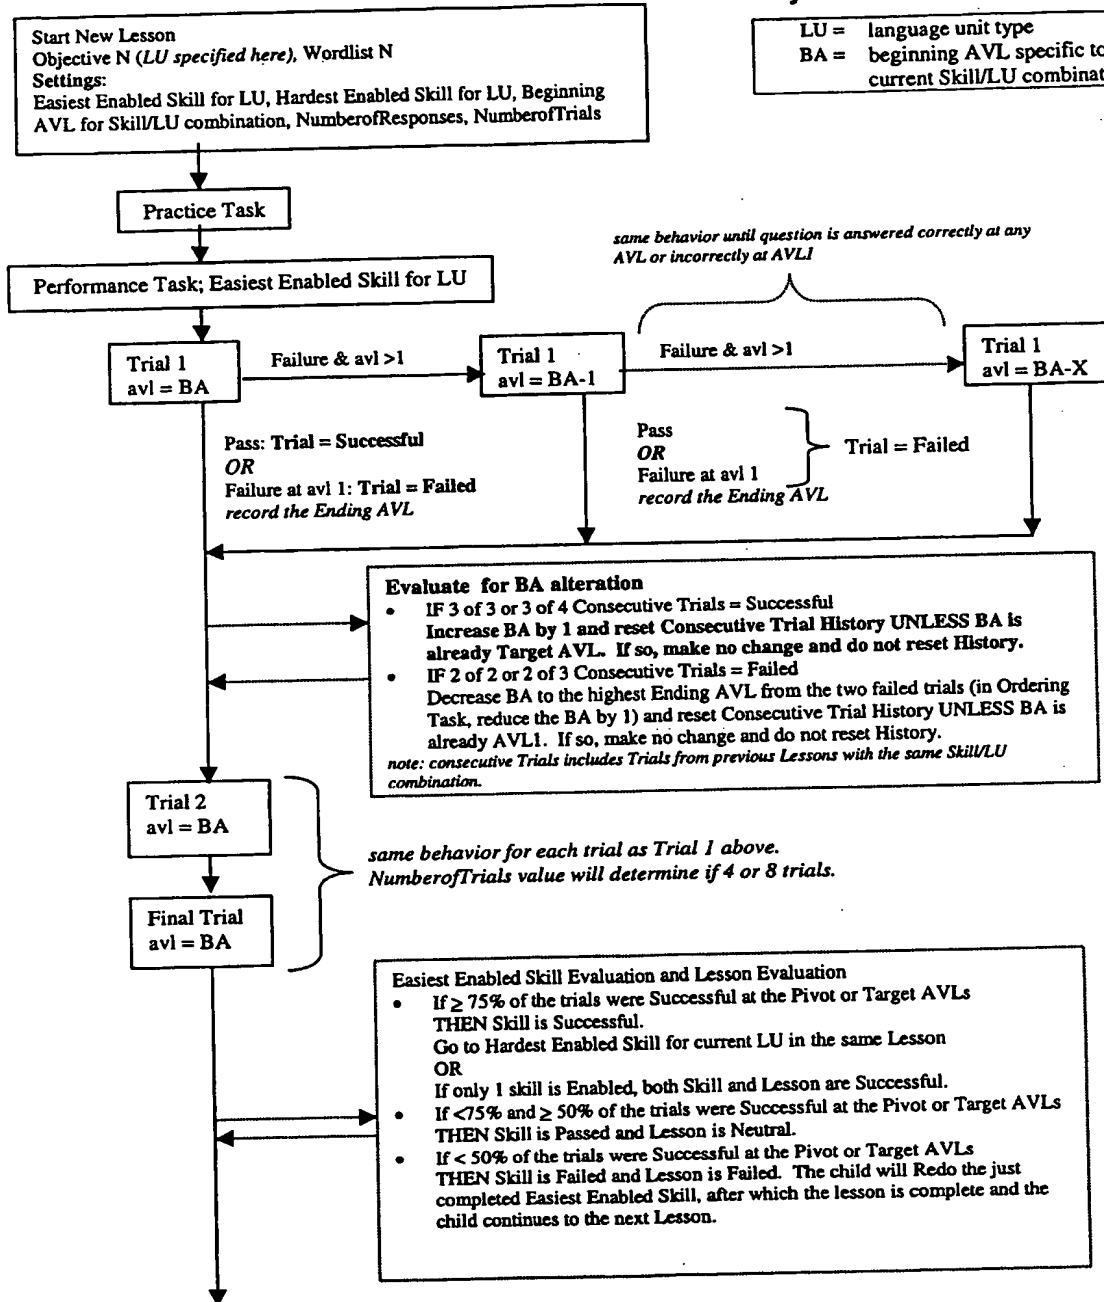 Start New Lesson
Objective N (LU specified here), Wordlist N
Settings:
Easiest Enabled Skill for LU, Hardest Enabled Skill for LU, Beginning
AVL for Skill/LU combination, NumberofResponses, NumberofTrials
LU = language unit type
BA = beginning AVL specific to
current Skill/LU
Practice Task
Performance Task; Easiest Enabled Skill for LU
same behavior until question is answered correctly at any
AVL or incorrectly at AVL1
Trial 1
avl = BA
Failure & avl >1
Trial 1
avl = BA-1
Failure & avl >1
Trial 1
avl = BA-X
Pass: Trial = Successful
OR
Failure at avl 1: Trial = Failed
record the Ending AVL
Pass
OR
Failure at avl 1
record the Ending AVL
Trial = Failed
Evaluate for BA alteration
• IF 3 of 3 or 3 of 4 Consecutive Trials = Successful
Increase BA by 1 and reset Consecutive Trial History UNLESS BA is
already Target AVL. If so, make no change and do not reset History.
• IF 2 of 2 or 2 of 3 Consecutive Trials = Failed
Decrease BA to the highest Ending AVL from the two failed trials (in Ordering
Task, reduce the BA by 1) and reset Consecutive Trial History UNLESS BA is
already AVL1. If so, make no change and do not reset History.
note: consecutive Trials includes Trials from previous Lessons with the same Skill/LU
combination.
Trial 2
avl = BA
same behavior for each trial as Trial 1 above.
NumberofTrials value will determine if 4 or 8 trials.
Final Trial
avl = BA
Easiest Enabled Skill Evaluation and Lesson Evaluation
• If ≥ 75% of the trials were Successful at the Pivot or Target AVLs
THEN Skill is Successful.
Go to Hardest Enabled Skill for current LU in the same Lesson
OR
If only 1 skill is Enabled, both Skill and Lesson are Successful.
• If <75% and ≥ 50% of the trials were Successful at the Pivot or Target AVLs
THEN Skill is Passed and Lesson is Neutral.
• If < 50% of the trials were Successful at the Pivot or Target AVLs
THEN Skill is Failed and Lesson is Failed. The child will Redo the just
completed Easiest Enabled Skill, after which the lesson is complete and the
child continues to the next Lesson.